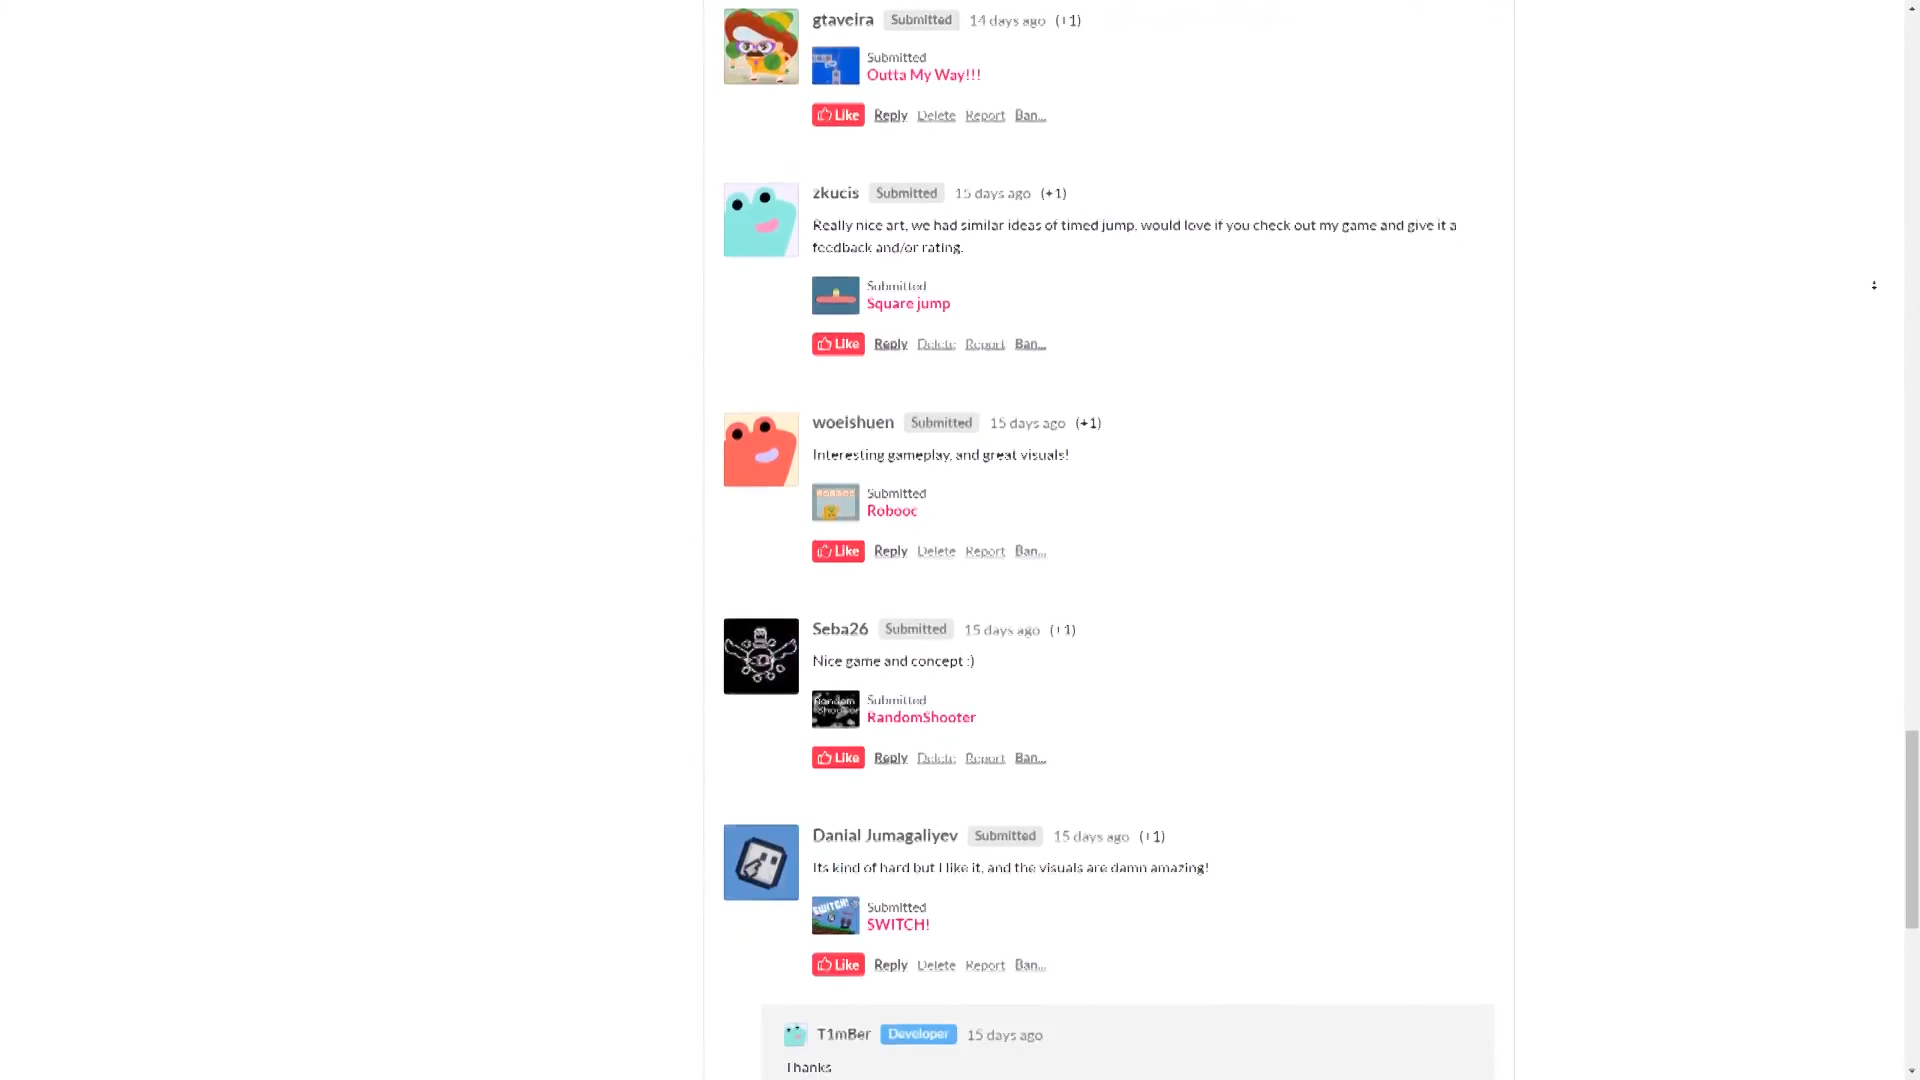 gtaveira Submitted 14 days ago (+1)
Submitted
Outta My Way!!!
Like Reply Delete Report Ban...
zkucis Submitted 15 days ago (+1)
Really nice art, we had similar ideas of timed jump, would love if you check out my game and give it a
feedback and/or rating.
Submitted
Square jump
Like Reply Delete Report Ban...
woeishuen Submitted 15 days ago (+1)
Interesting gameplay, and great visuals!
Submitted
Robooc
Like Reply Delete Report Ban...
Seba26 Submitted 15 days ago (+1)
Nice game and concept :)
Random
Shooter
Submitted
RandomShooter
Like Reply Delete Report Ban...
Danial Jumagaliyev Submitted 15 days ago (+1)
Its kind of hard but I like it, and the visuals are damn amazing!
SWITCH!
Submitted
SWITCH!
Like Reply Delete Report Ban...
T1mBer Developer 15 days ago
Thanks